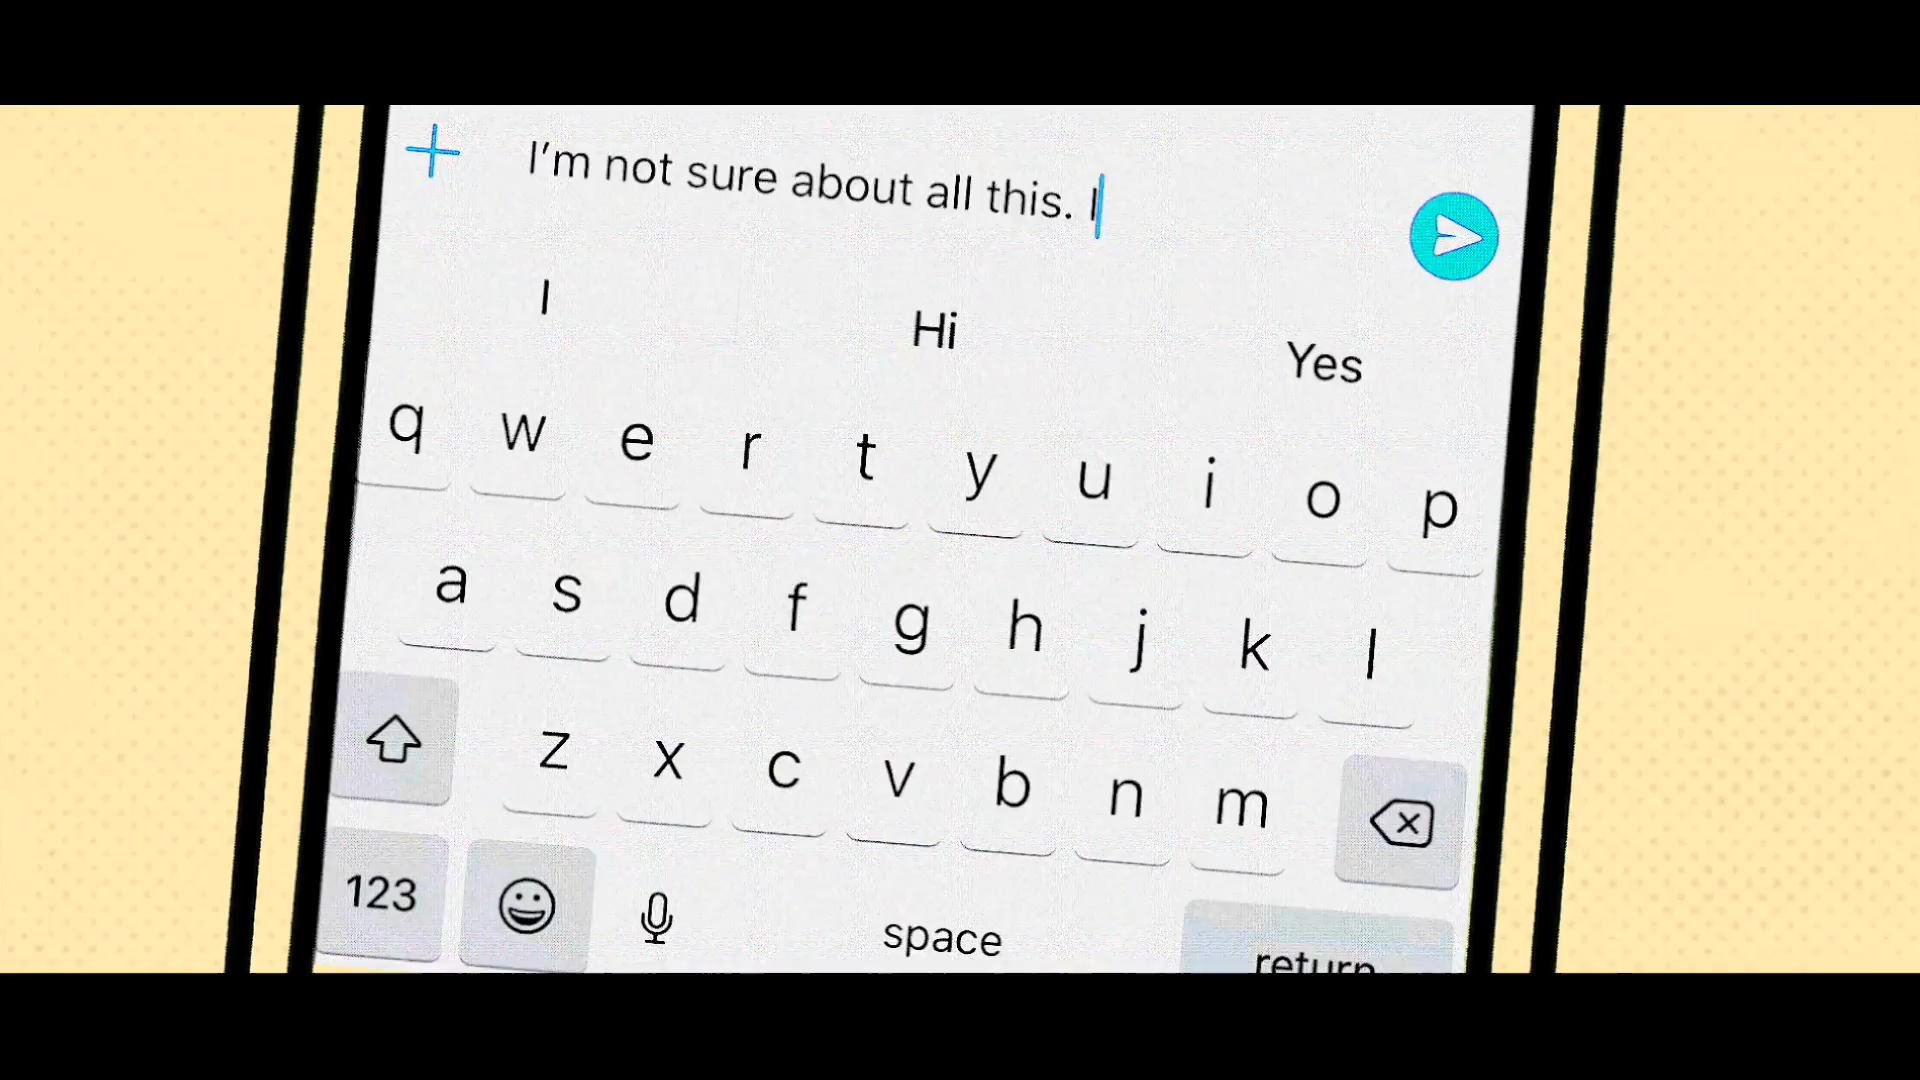 I'm not sure about all this. I
I Hi Yes
q w e r t y u i o p
a s d f g h j k l
z x c v b n m
123 space return